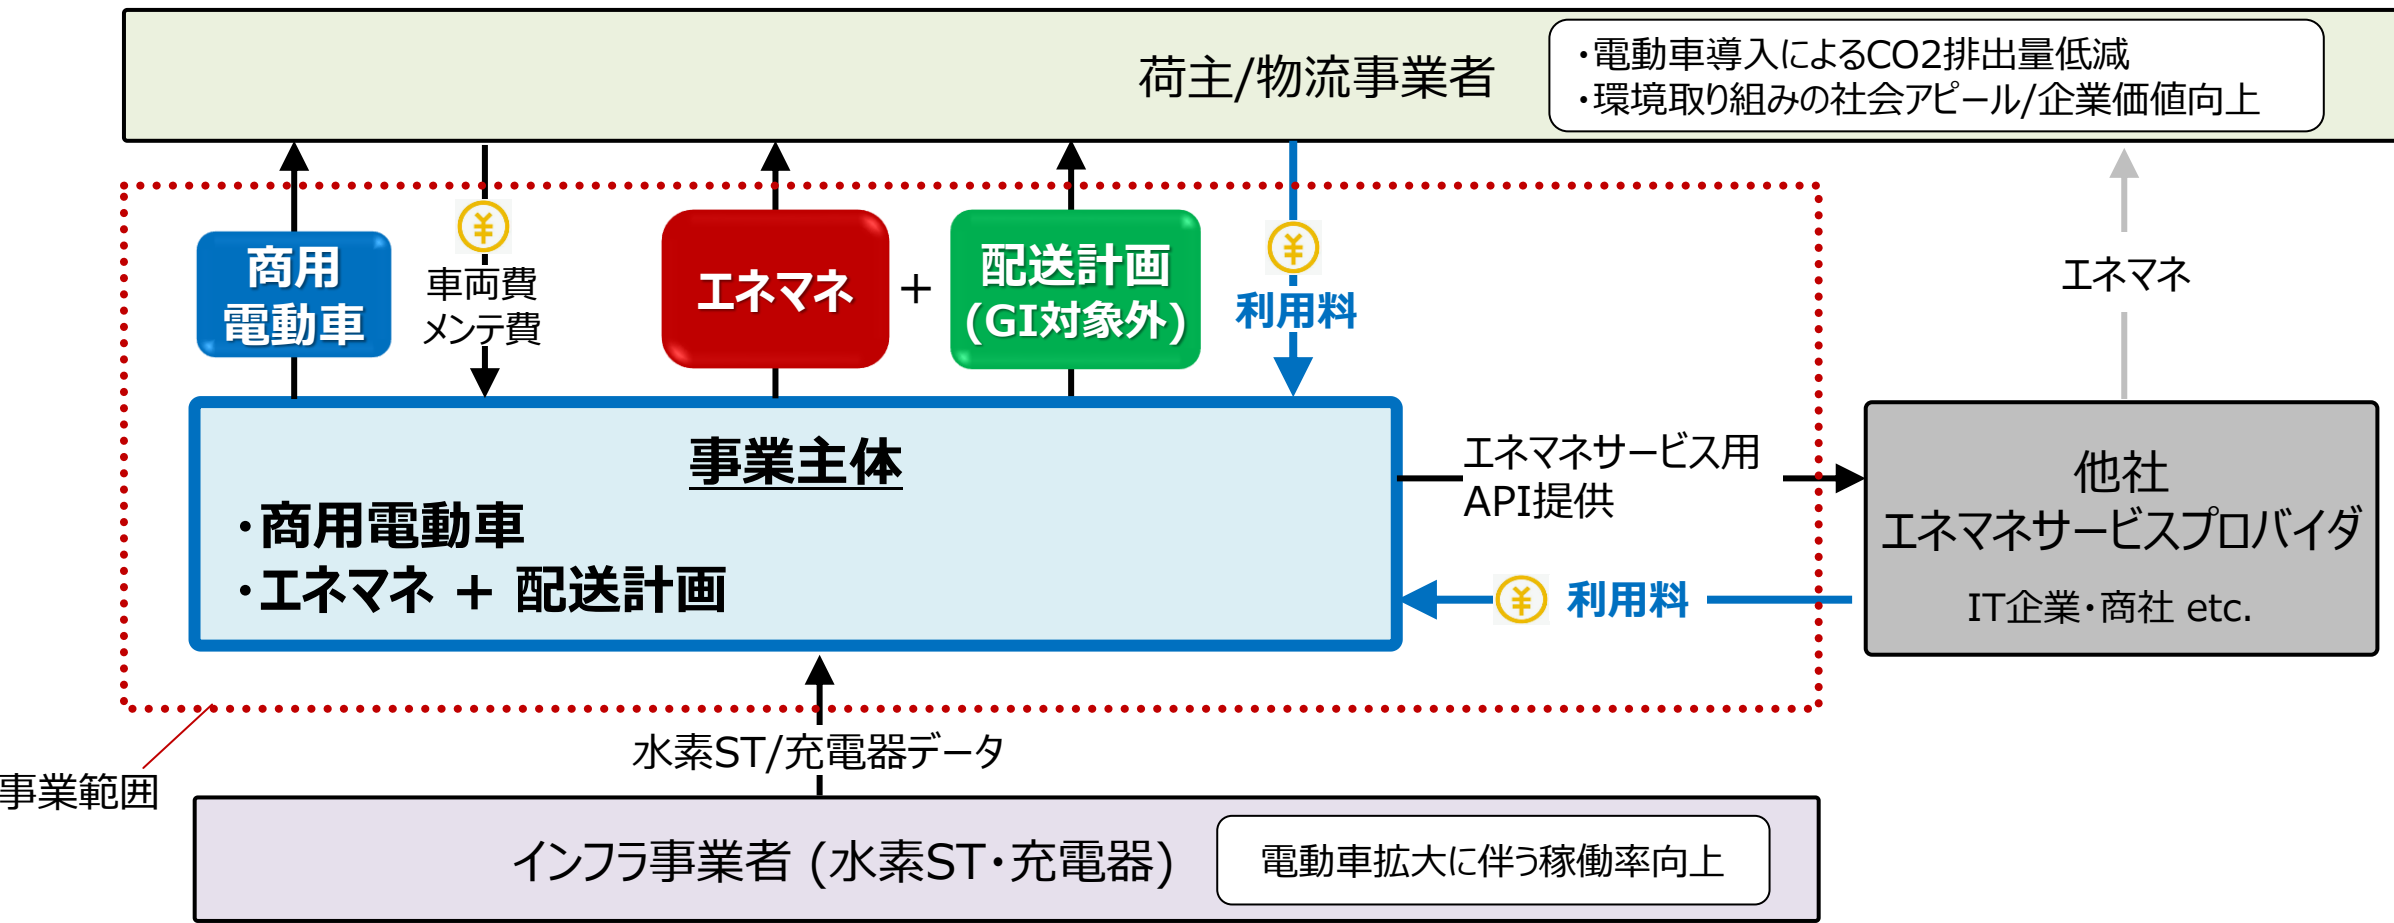 荷主/物流事業者
・電動車導入によるCO2排出量低減
・環境取り組みの社会アピール/企業価値向上
商用
電動車
¥
車両費
メンテ費
エネマネ
+
配送計画
(GI対象外)
¥
利用料
エネマネ
事業主体
・商用電動車
・エネマネ + 配送計画
エネマネサービス用
API提供
¥ 利用料
他社
エネマネサービスプロバイダ
IT企業・商社 etc.
水素ST/充電器データ
事業範囲
インフラ事業者 (水素ST・充電器)
電動車拡大に伴う稼働率向上